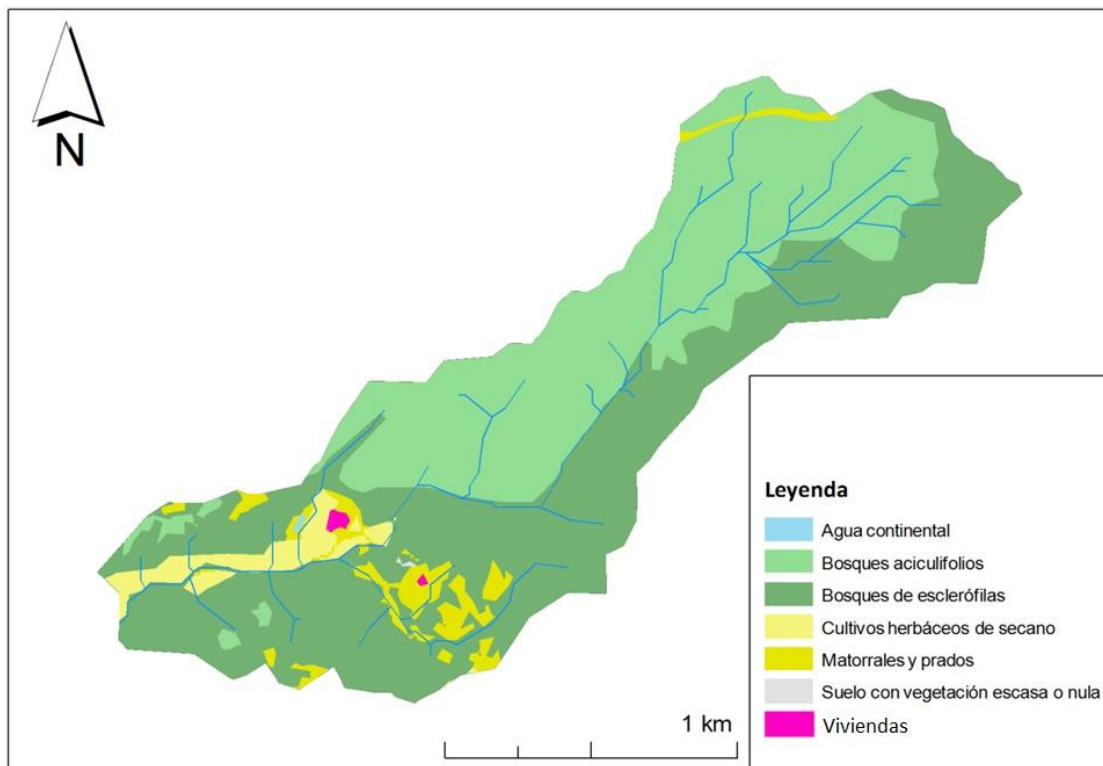 N
1 km
Leyenda
Agua continental
Bosques aciculifolios
Bosques de esclerófilas
Cultivos herbáceos de secano
Matorrales y prados
Suelo con vegetación escasa o nula
Viviendas